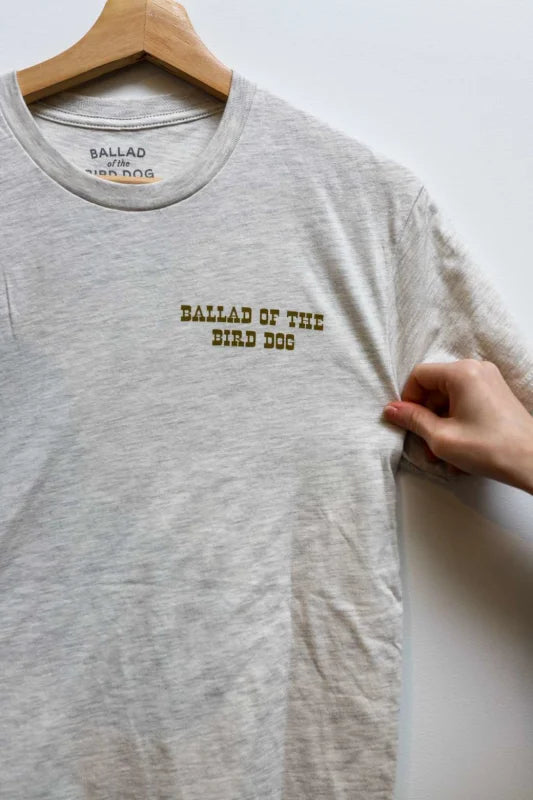 BALLAD
of the
BIRD DOG
BALLAD OF THE
BIRD DOG